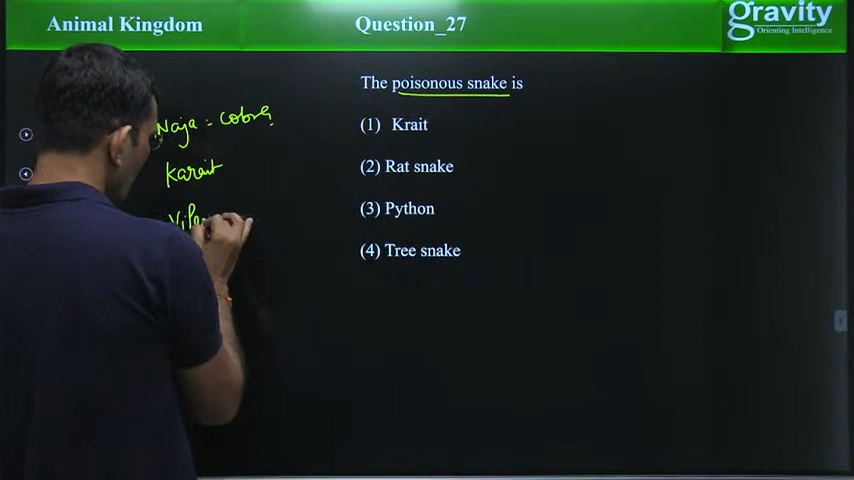 Animal Kingdom
Question_27
gravity
Orienting Intelligence
The poisonous snake is
(1) Krait
(2) Rat snake
(3) Python
(4) Tree snake
Naja = Cobra
Karait